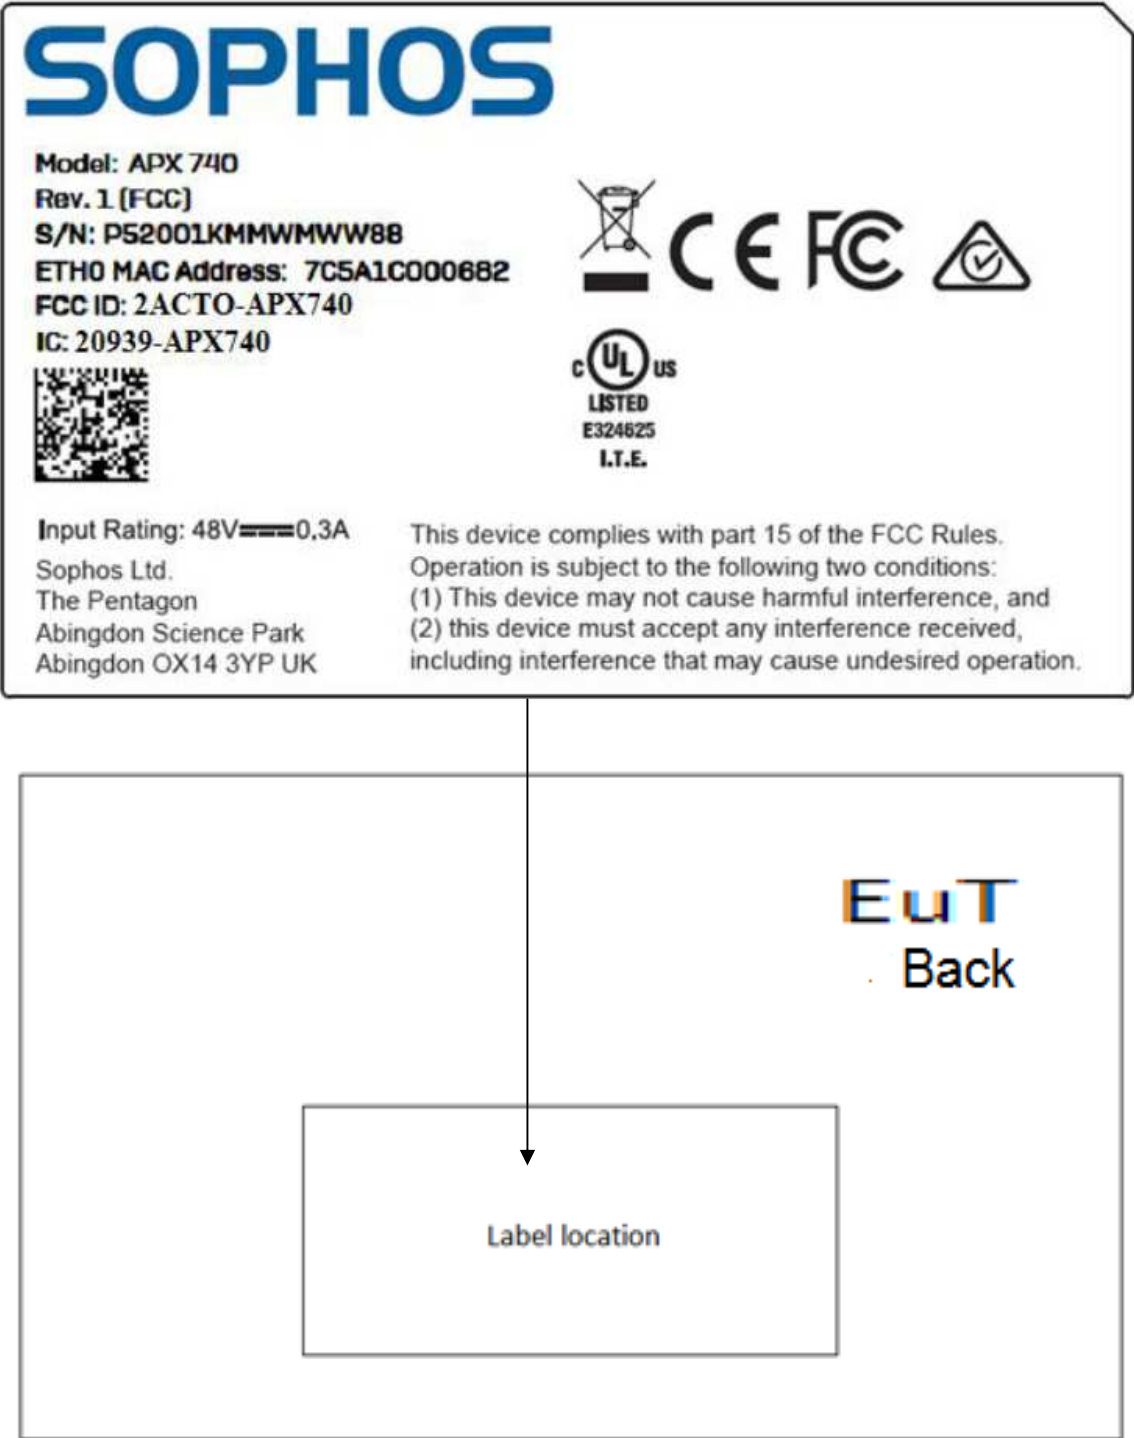 SOPHOS
Model: APX 740
Rev. 1 (FCC)
S/N: P52001KMMWMWW88
ETH0 MAC Address: 7C5A1C000682
FCC ID: 2ACTO-APX740
IC: 20939-APX740
CE FC
C UL US
LISTED
E324625
I.T.E.
Input Rating: 48V⎓0,3A
Sophos Ltd.
The Pentagon
Abingdon Science Park
Abingdon OX14 3YP UK
This device complies with part 15 of the FCC Rules.
Operation is subject to the following two conditions:
(1) This device may not cause harmful interference, and
(2) this device must accept any interference received,
including interference that may cause undesired operation.
EuT
Back
Label location